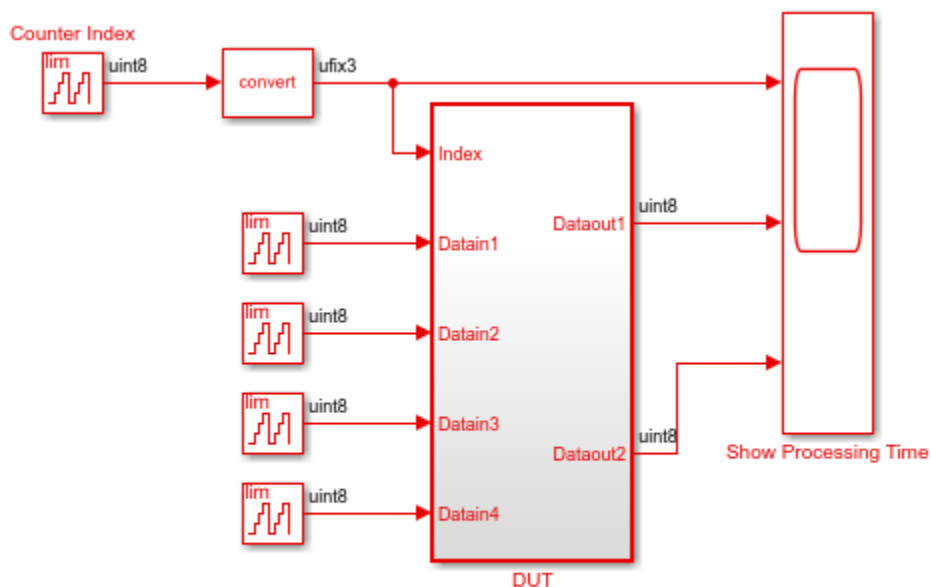 Counter Index
lim
uint8
convert
ufix3
Index
lim
uint8
Datain1
Dataout1
uint8
lim
uint8
Datain2
lim
uint8
Datain3
Dataout2
uint8
Show Processing Time
lim
uint8
Datain4
DUT